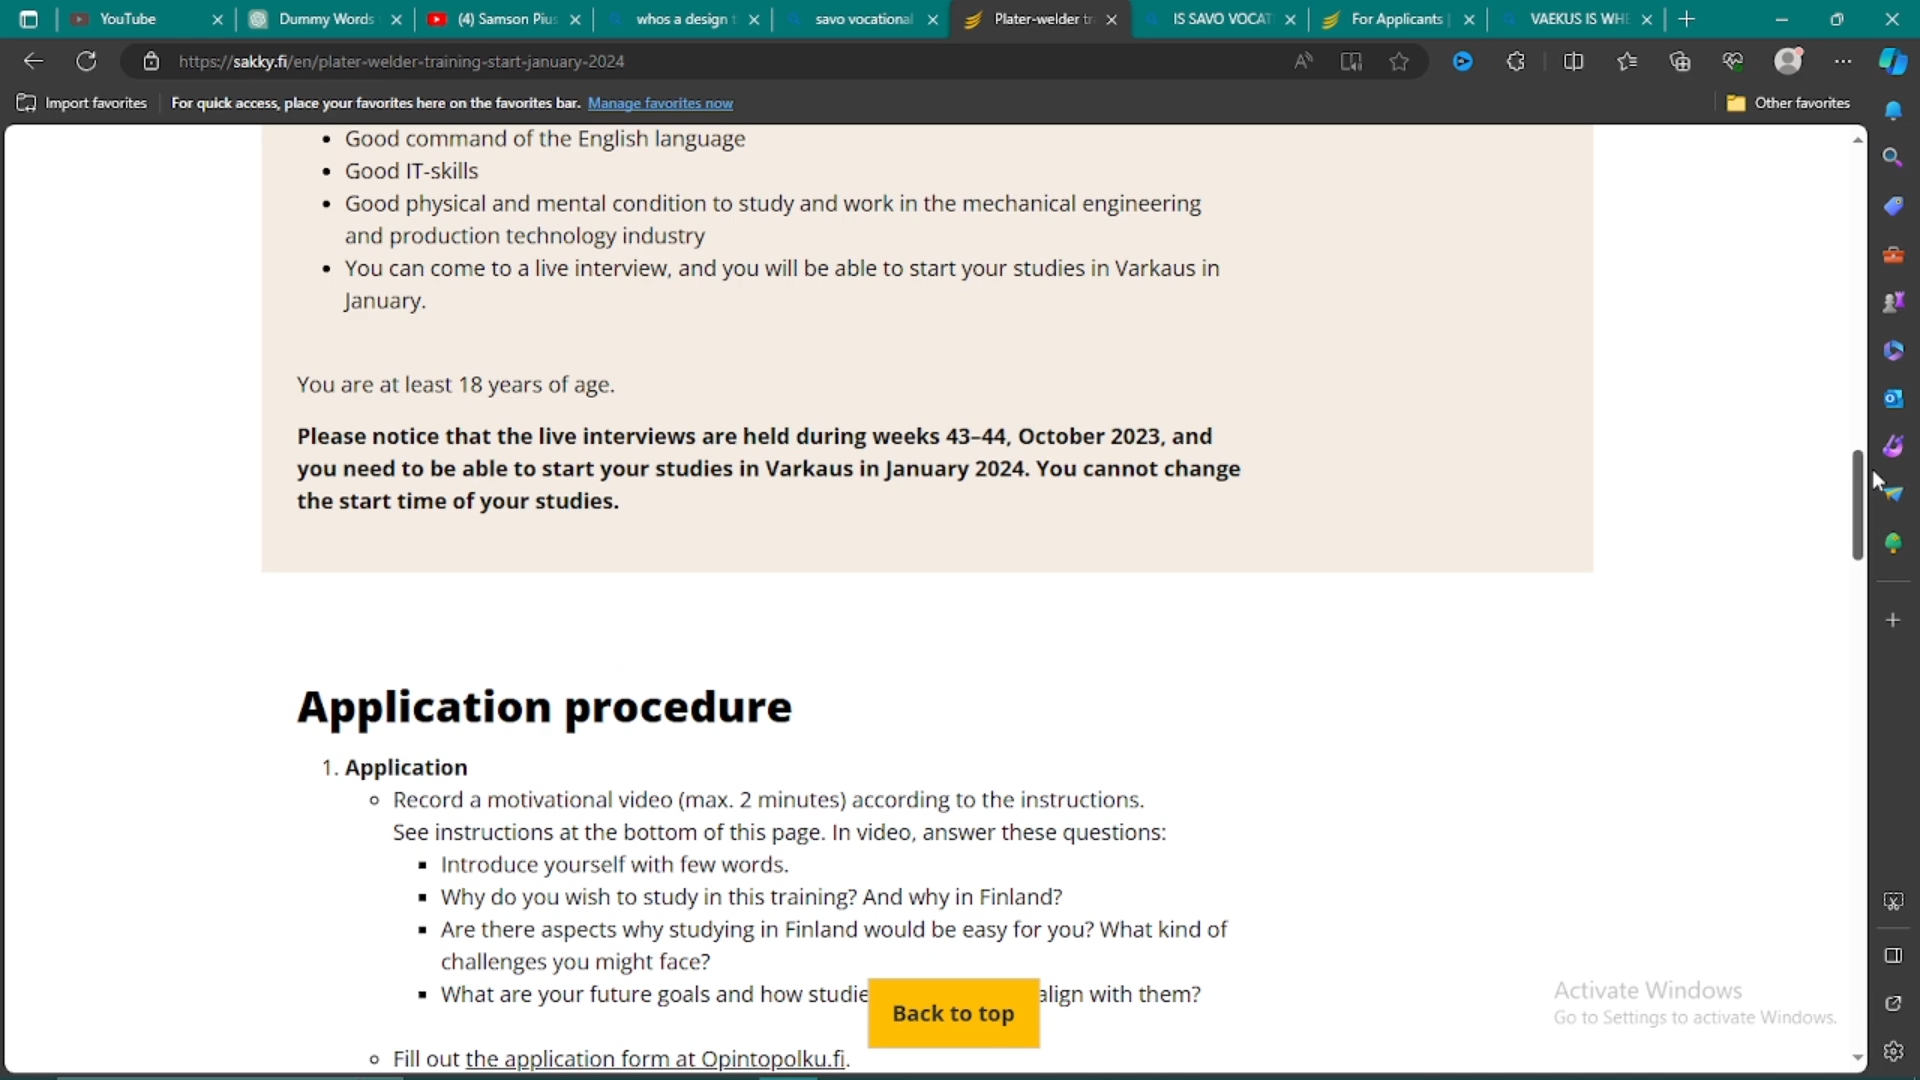 YouTube
Dummy Words
(4) Samson Pius
whos a design t
savo vocational
Plater-welder tr
IS SAVO VOCAT
For Applicants |
VAEKUS IS WHE
https://sakky.fi/en/plater-welder-training-start-january-2024
Import favorites
For quick access, place your favorites here on the favorites bar. Manage favorites now
Other favorites
• Good command of the English language
• Good IT-skills
• Good physical and mental condition to study and work in the mechanical engineering
and production technology industry
• You can come to a live interview, and you will be able to start your studies in Varkaus in
January.
You are at least 18 years of age.
Please notice that the live interviews are held during weeks 43–44, October 2023, and
you need to be able to start your studies in Varkaus in January 2024. You cannot change
the start time of your studies.
Application procedure
1. Application
Record a motivational video (max. 2 minutes) according to the instructions.
See instructions at the bottom of this page. In video, answer these questions:
Introduce yourself with few words.
Why do you wish to study in this training? And why in Finland?
Are there aspects why studying in Finland would be easy for you? What kind of
challenges you might face?
What are your future goals and how studie
align with them?
Back to top
Fill out the application form at Opintopolku.fi.
Activate Windows
Go to Settings to activate Windows.